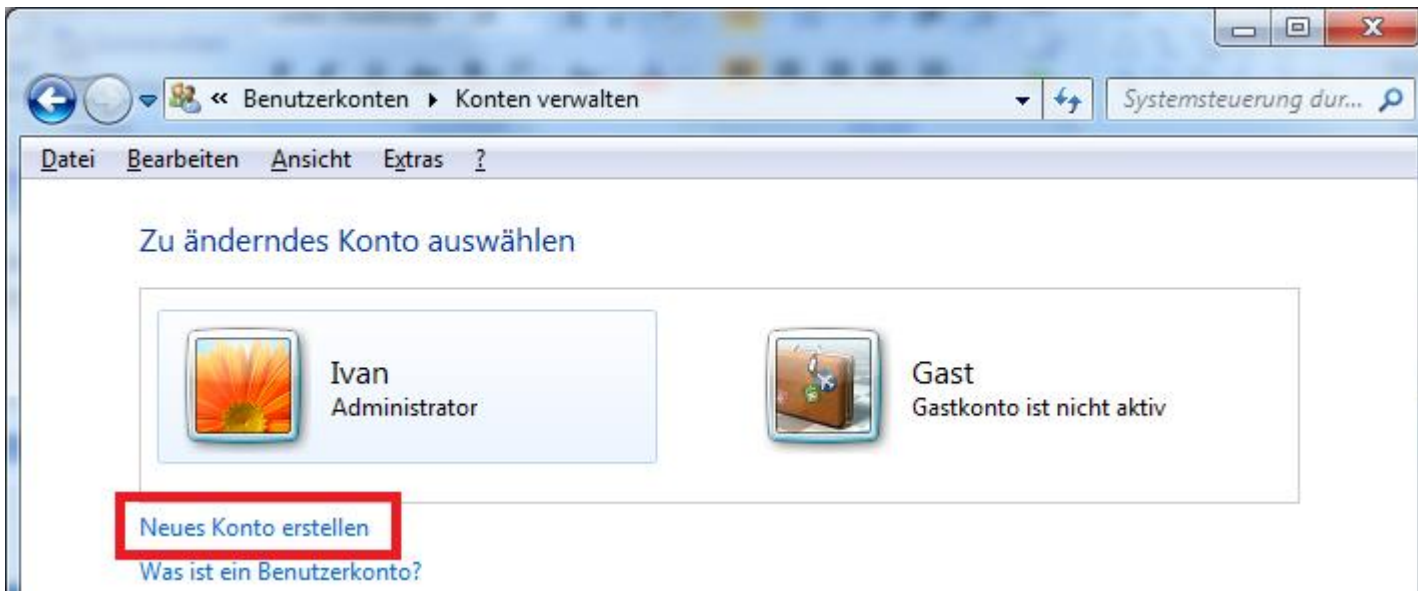 « Benutzerkonten ▸ Konten verwalten
Systemsteuerung dur...
Datei Bearbeiten Ansicht Extras ?
Zu änderndes Konto auswählen
Ivan
Administrator
Gast
Gastkonto ist nicht aktiv
Neues Konto erstellen
Was ist ein Benutzerkonto?